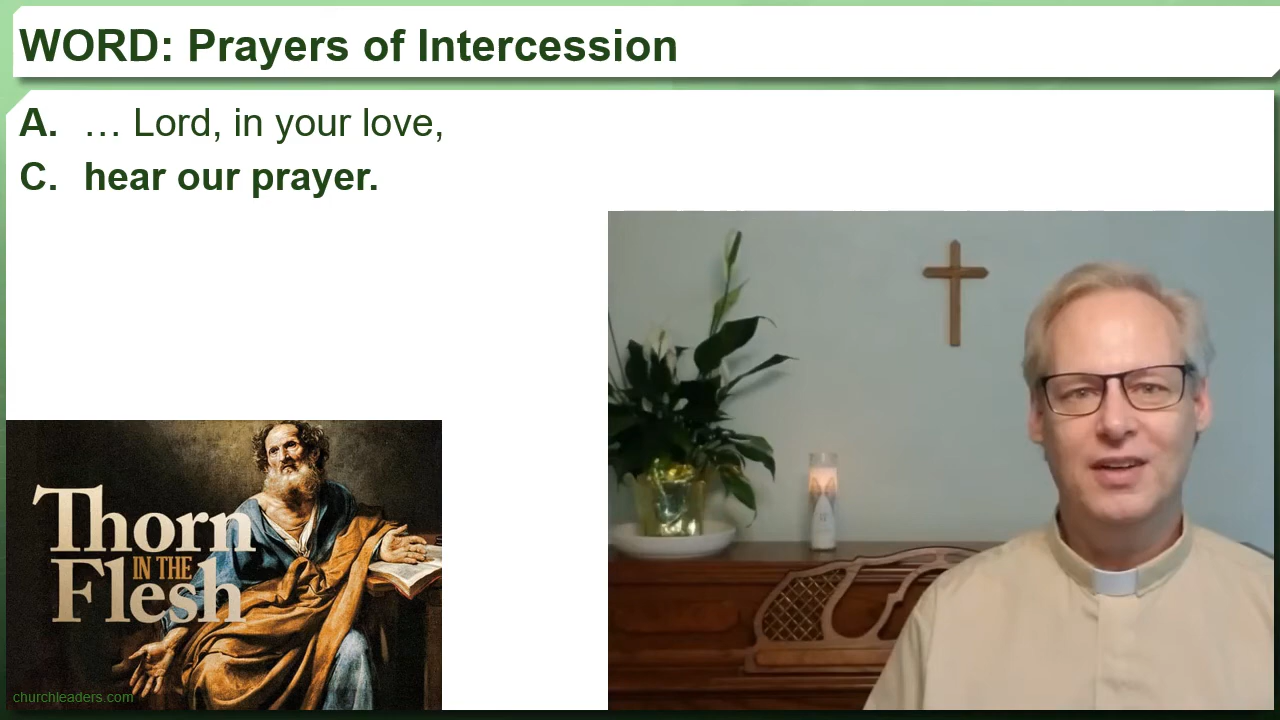 WORD: Prayers of Intercession
A. … Lord, in your love,
C. hear our prayer.
Thorn
IN THE
Flesh
churchleaders.com